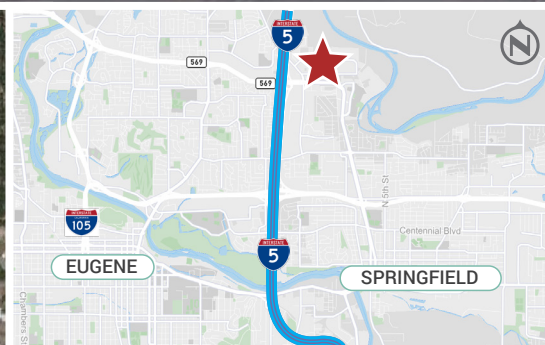 INTERSTATE
5
N
569
569
N 5th St
INTERSTATE
105
Centennial Blvd
INTERSTATE
5
EUGENE
SPRINGFIELD
Chambers St